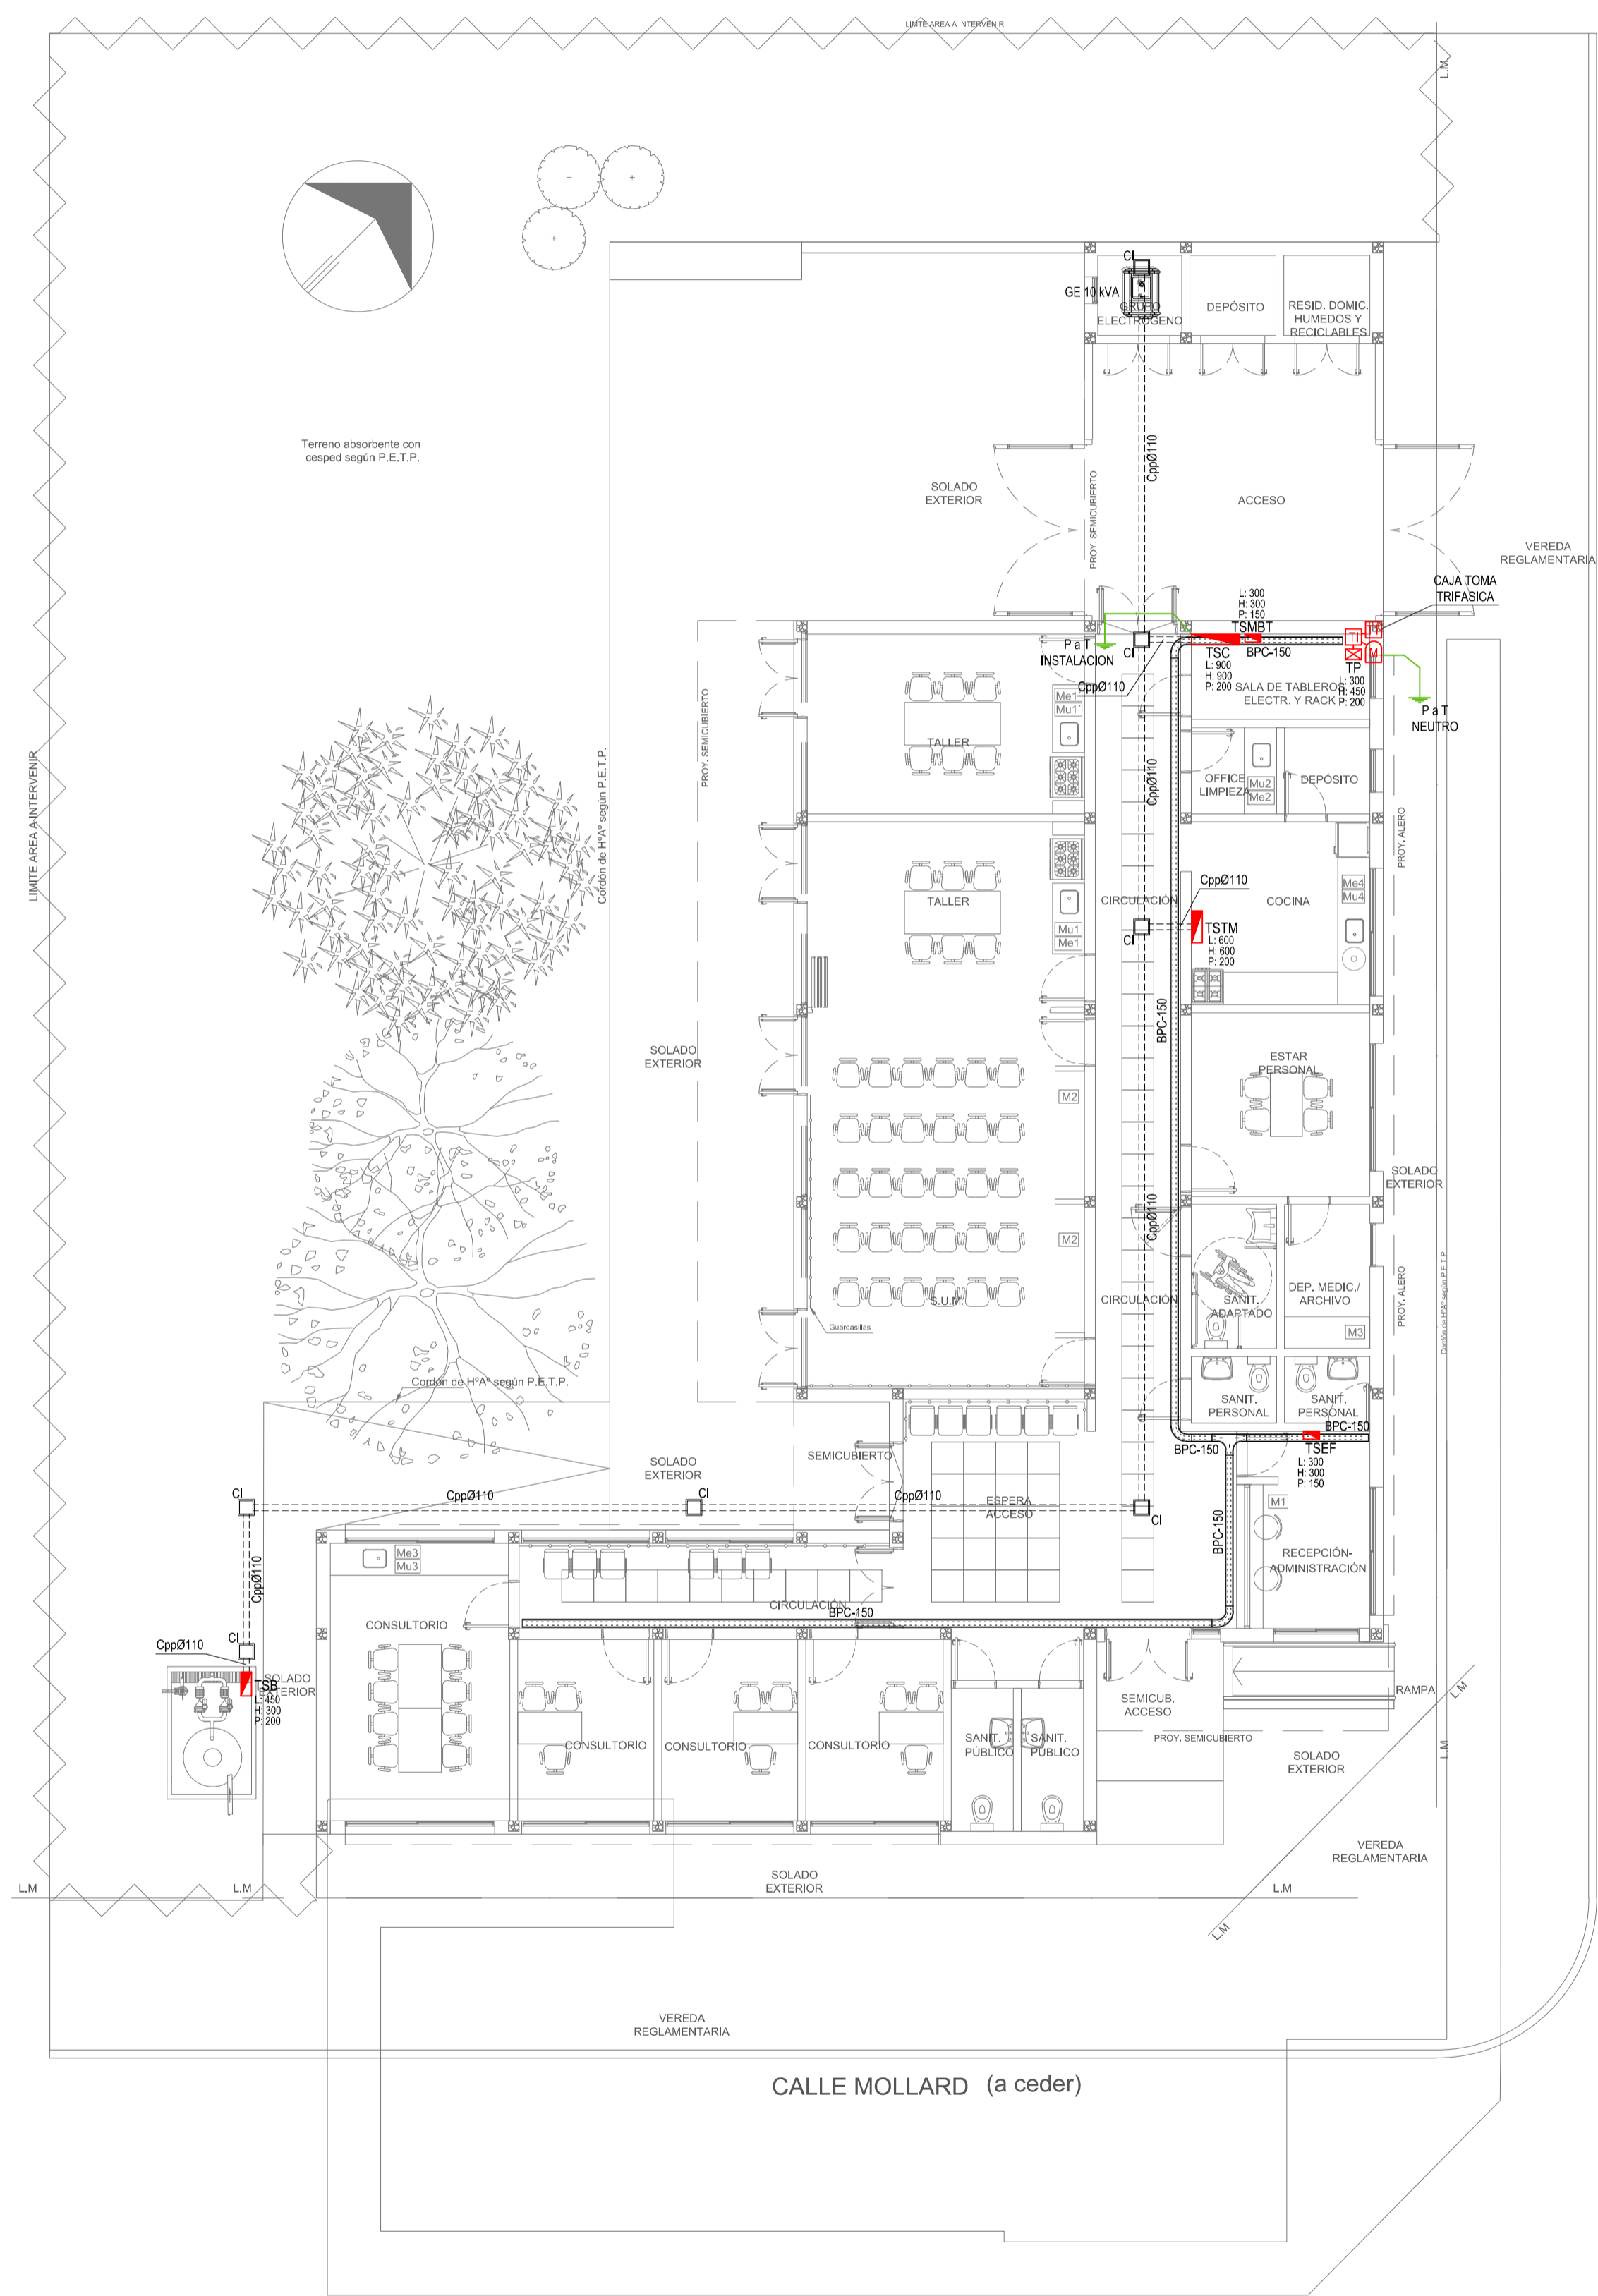 LIMTE AREA A INTERVENIR
L.M.
CI
GE 10 kVA
GRUPO
ELECTRÓGENO
DEPÓSITO
RESID. DOMIC.
HUMEDOS Y
RECICLABLES
Terreno absorbente con
cesped según P.E.T.P.
CppØ110
SOLADO
EXTERIOR
PROY. SEMICUBIERTO
ACCESO
VEREDA
REGLAMENTARIA
CAJA TOMA
TRIFASICA
L: 300
H: 300
P: 150
TSMBT
P a T
INSTALACION
CI
TSC
BPC-150
L: 900
H: 900
P: 200
SALA DE TABLEROS
ELECTR. Y RACK
TP
M
L: 300
H: 450
P: 200
P a T
NEUTRO
CppØ110
Me1
Mu1
TALLER
PROY. SEMICUBIERTO
LIMITE AREA A INTERVENIR
Cordón de HºAº según P.E.T.P.
CppØ110
OFFICE
LIMPIEZA
Mu2
Me2
DEPÓSITO
PROY. ALERO
TALLER
Mu1
Me1
CIRCULACIÓN
CI
CppØ110
COCINA
Me4
Mu4
TSTM
L: 600
H: 600
P: 200
BPC-150
SOLADO
EXTERIOR
ESTAR
PERSONAL
M2
SOLADO
EXTERIOR
CppØ110
M2
S.U.M.
Guardasillas
CIRCULACIÓN
SANIT.
ADAPTADO
DEP. MEDIC./
ARCHIVO
M3
PROY. ALERO
Cordón de HºAº según P.E.T.P.
Cordón de HºAº según P.E.T.P.
SANIT.
PERSONAL
SANIT.
PERSONAL
BPC-150
BPC-150
TSEF
L: 300
H: 300
P: 150
SEMICUBIERTO
SOLADO
EXTERIOR
CI
CppØ110
CI
CppØ110
ESPERA
ACCESO
CI
M1
BPC-150
RECEPCIÓN-
ADMINISTRACIÓN
CppØ110
Me3
Mu3
CIRCULACIÓN
BPC-150
CONSULTORIO
CI
CppØ110
SOLADO
EXTERIOR
TSB
L: 450
H: 300
P: 200
CONSULTORIO
CONSULTORIO
CONSULTORIO
SANIT.
PÚBLICO
SANIT.
PÚBLICO
SEMICUB.
ACCESO
PROY. SEMICUBIERTO
RAMPA
L.M
SOLADO
EXTERIOR
L.M
VEREDA
REGLAMENTARIA
L.M
L.M
SOLADO
EXTERIOR
L.M
L.M
VEREDA
REGLAMENTARIA
CALLE MOLLARD (a ceder)